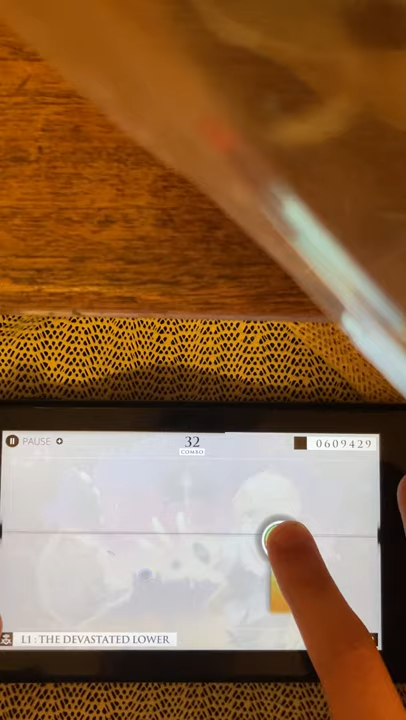 PAUSE
32
COMBO
0609429
L1 : THE DEVASTATED LOWER